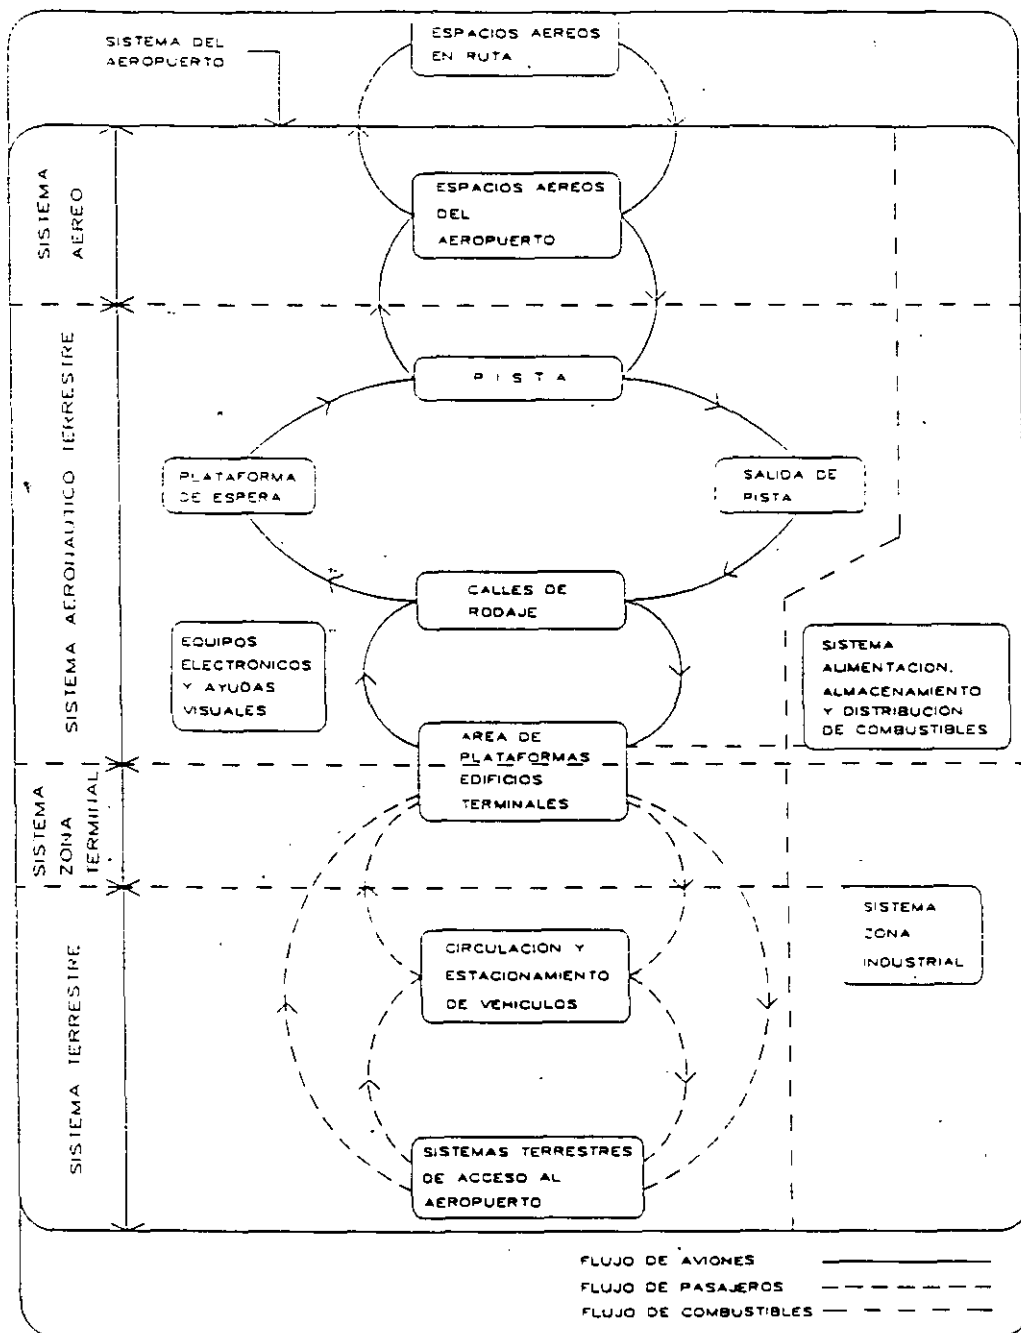 ESPACIOS AEREOS
EN RUTA
SISTEMA DEL
AEROPUERTO
SISTEMA
AEREO
ESPACIOS AÉREOS
DEL
AEROPUERTO
SISTEMA AERONAUTICO TERRESTRE
PISTA
PLATAFORMA
DE ESPERA
SALIDA DE
PISTA
CALLES DE
RODAJE
EQUIPOS
ELECTRÓNICOS
Y AYUDAS
VISUALES
SISTEMA
ALIMENTACION,
ALMACENAMIENTO
Y DISTRIBUCIÓN
DE COMBUSTIBLES
AREA DE
PLATAFORMAS
EDIFICIOS
TERMINALES
SISTEMA
ZONA
TERMINAL
SISTEMA
ZONA
INDUSTRIAL
SISTEMA TERRESTRE
CIRCULACION Y
ESTACIONAMIENTO
DE VEHICULOS
SISTEMAS TERRESTRES
DE ACCESO AL
AEROPUERTO
FLUJO DE AVIONES
FLUJO DE PASAJEROS
FLUJO DE COMBUSTIBLES